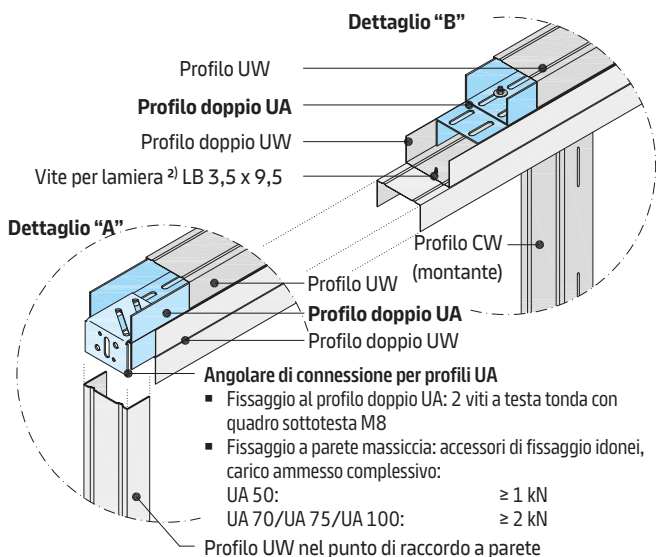 Dettaglio “B”
Profilo UW
Profilo doppio UA
Profilo doppio UW
Vite per lamiera ²⁾ LB 3,5 x 9,5
Dettaglio “A”
Profilo CW
(montante)
Profilo UW
Profilo doppio UA
Profilo doppio UW
Angolare di connessione per profili UA
▪ Fissaggio al profilo doppio UA: 2 viti a testa tonda con
quadro sottotesta M8
▪ Fissaggio a parete massiccia: accessori di fissaggio idonei,
carico ammesso complessivo:
UA 50: ≥ 1 kN
UA 70/UA 75/UA 100: ≥ 2 kN
Profilo UW nel punto di raccordo a parete